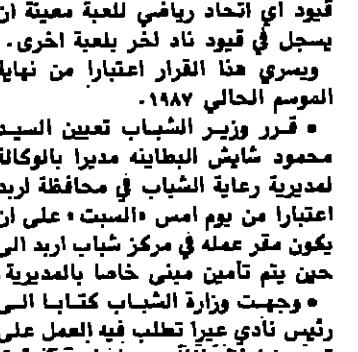 قيود اي اتحاد رياضي للعبة معينة ان
يسجل في قيود ناد لخر بلعبة اخرى.
ويسري هذا القرار اعتبارا من نهاية
الموسم الحالي ١٩٨٧.
• قرر وزير الشباب تعيين السيد
محمود شايش البطاينه مديرا بالوكالة
لمديرية رعاية الشباب في محافظة اربد
اعتبارا من يوم امس «السبت» على ان
يكون مقر عمله في مركز شباب اربد الى
حين يتم تامين مبنى خاصا بالمديرية.
• وجهت وزارة الشباب كتابا الى
رئيس نادي عيرا تطلب فيه العمل على